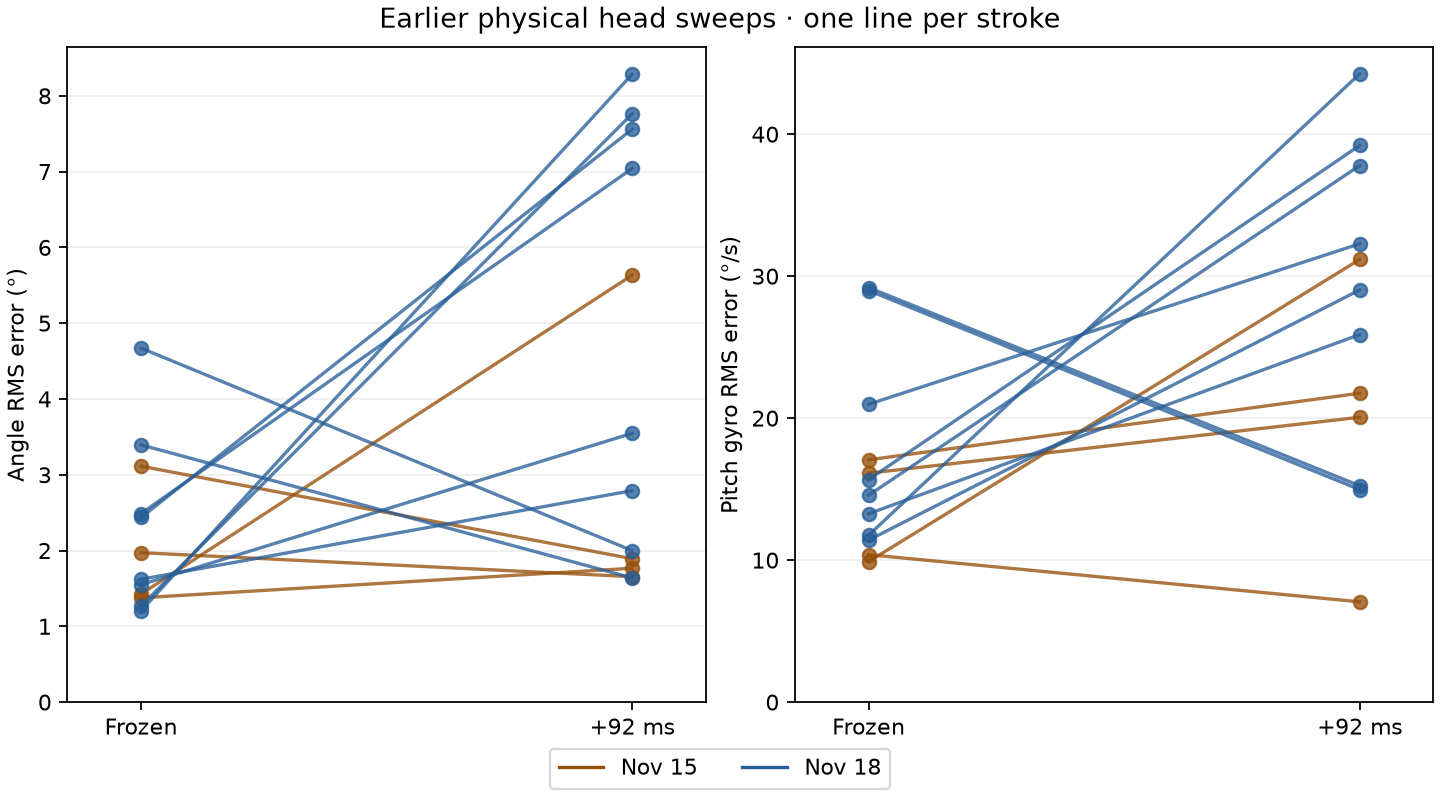 Earlier physical head sweeps · one line per stroke
Angle RMS error (°)
8
7
6
5
4
3
2
1
0
Frozen
+92 ms
Pitch gyro RMS error (°/s)
40
30
20
10
0
Frozen
+92 ms
Nov 15
Nov 18